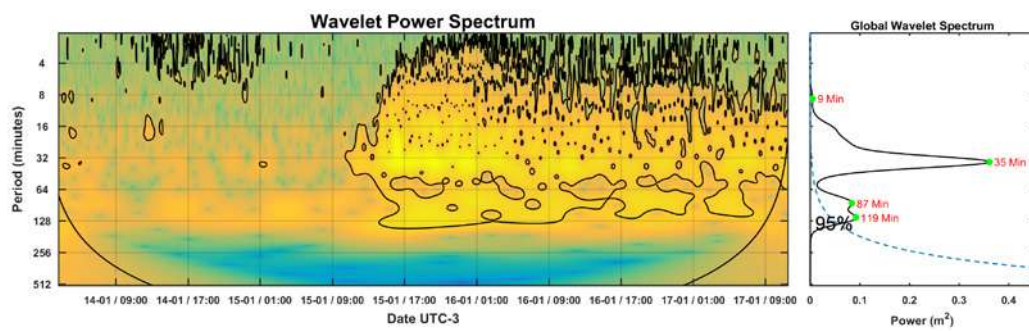 Wavelet Power Spectrum
Global Wavelet Spectrum
Period (minutes)
4
8
16
32
64
128
256
512
14-01 / 09:00
14-01 / 17:00
15-01 / 01:00
15-01 / 09:00
15-01 / 17:00
16-01 / 01:00
16-01 / 09:00
16-01 / 17:00
17-01 / 01:00
17-01 / 09:00
Date UTC-3
9 Min
35 Min
87 Min
119 Min
95%
0 0.1 0.2 0.3 0.4
Power (m²)